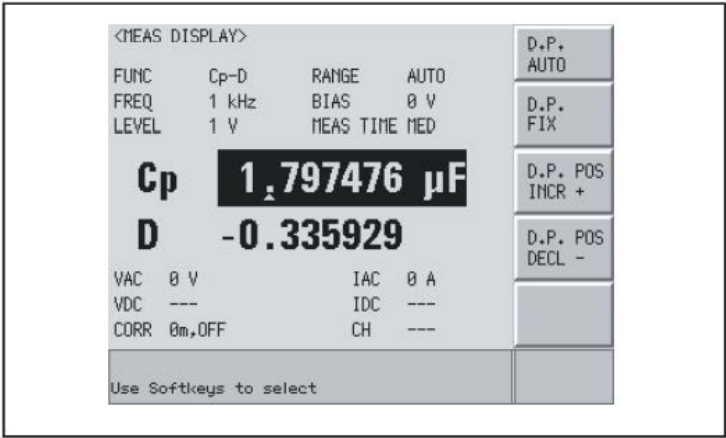 <MEAS DISPLAY>
FUNC Cp-D RANGE AUTO
FREQ 1 kHz BIAS 0 V
LEVEL 1 V MEAS TIME MED
Cp 1.797476 µF
D -0.335929
VAC 0 V IAC 0 A
VDC --- IDC ---
CORR 0m,OFF CH ---
Use Softkeys to select
D.P.
AUTO
D.P.
FIX
D.P. POS
INCR +
D.P. POS
DECL -